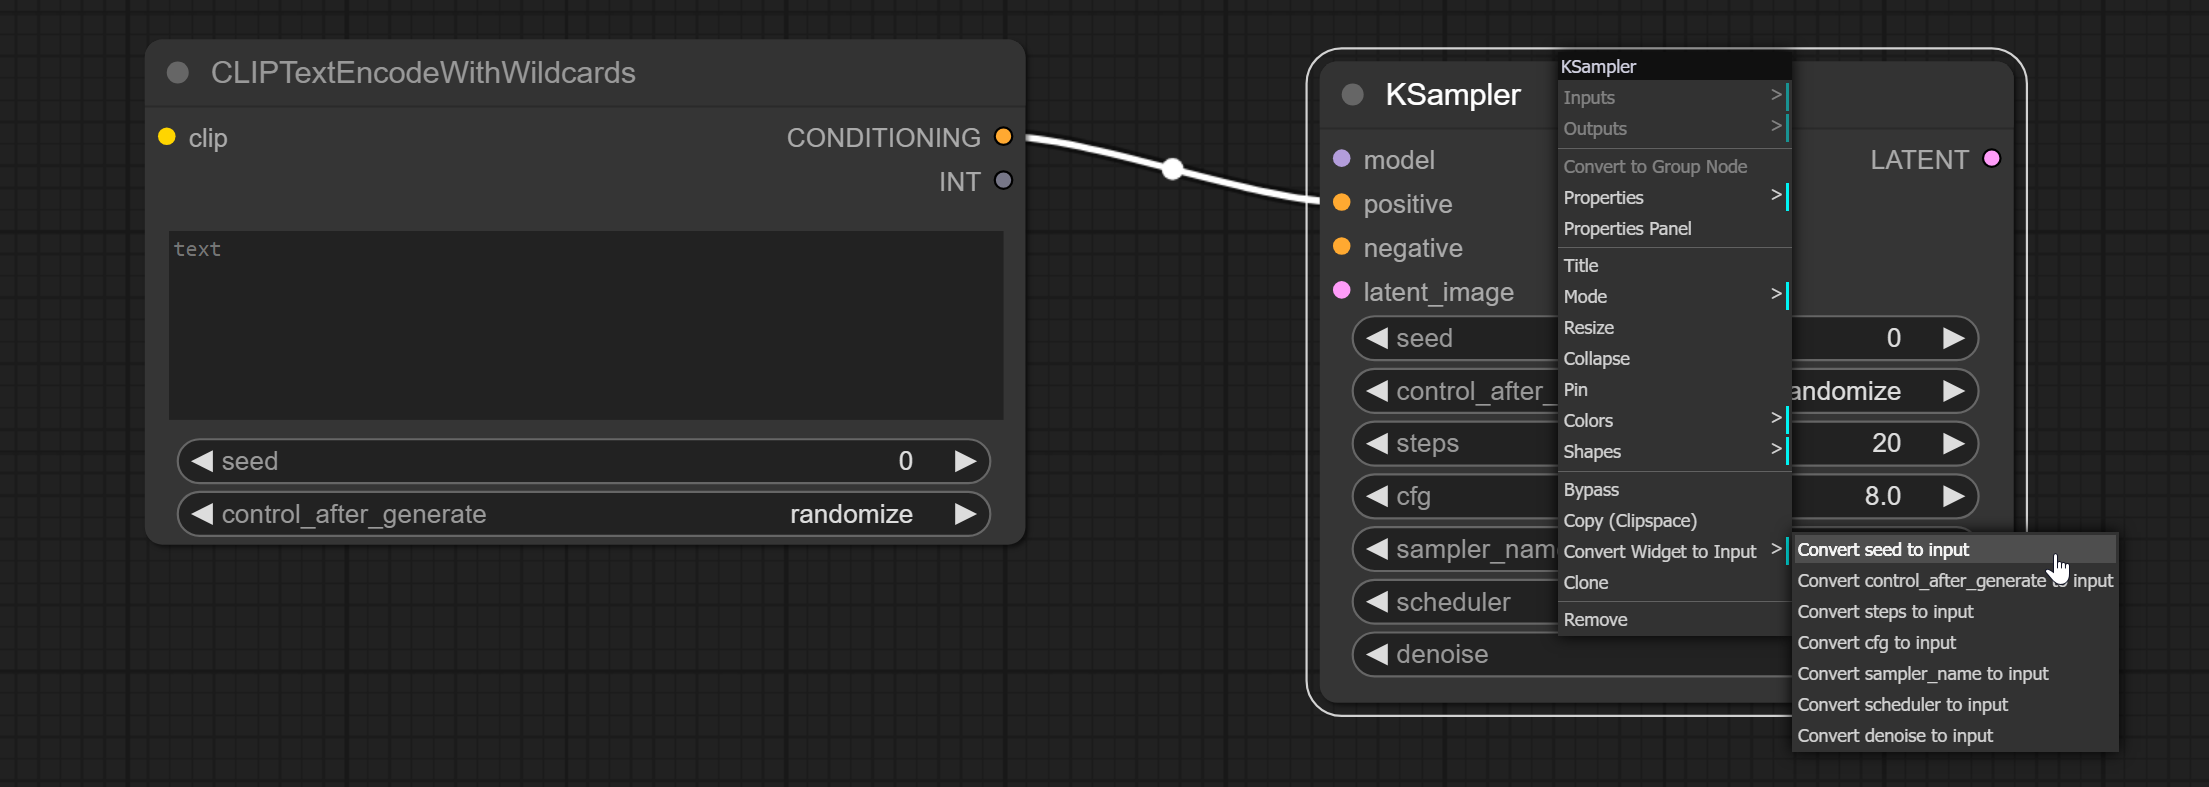 CLIPTextEncodeWithWildcards
clip
CONDITIONING
INT
text
seed 0
control_after_generate randomize
KSampler
model
LATENT
positive
negative
latent_image
seed 0
control_after_ andomize
steps 20
cfg 8.0
sampler_nam
scheduler
denoise
KSampler
Inputs >
Outputs >
Convert to Group Node
Properties >
Properties Panel
Title
Mode >
Resize
Collapse
Pin
Colors >
Shapes >
Bypass
Copy (Clipspace)
Convert Widget to Input >
Clone
Remove
Convert seed to input
Convert control_after_generate to input
Convert steps to input
Convert cfg to input
Convert sampler_name to input
Convert scheduler to input
Convert denoise to input